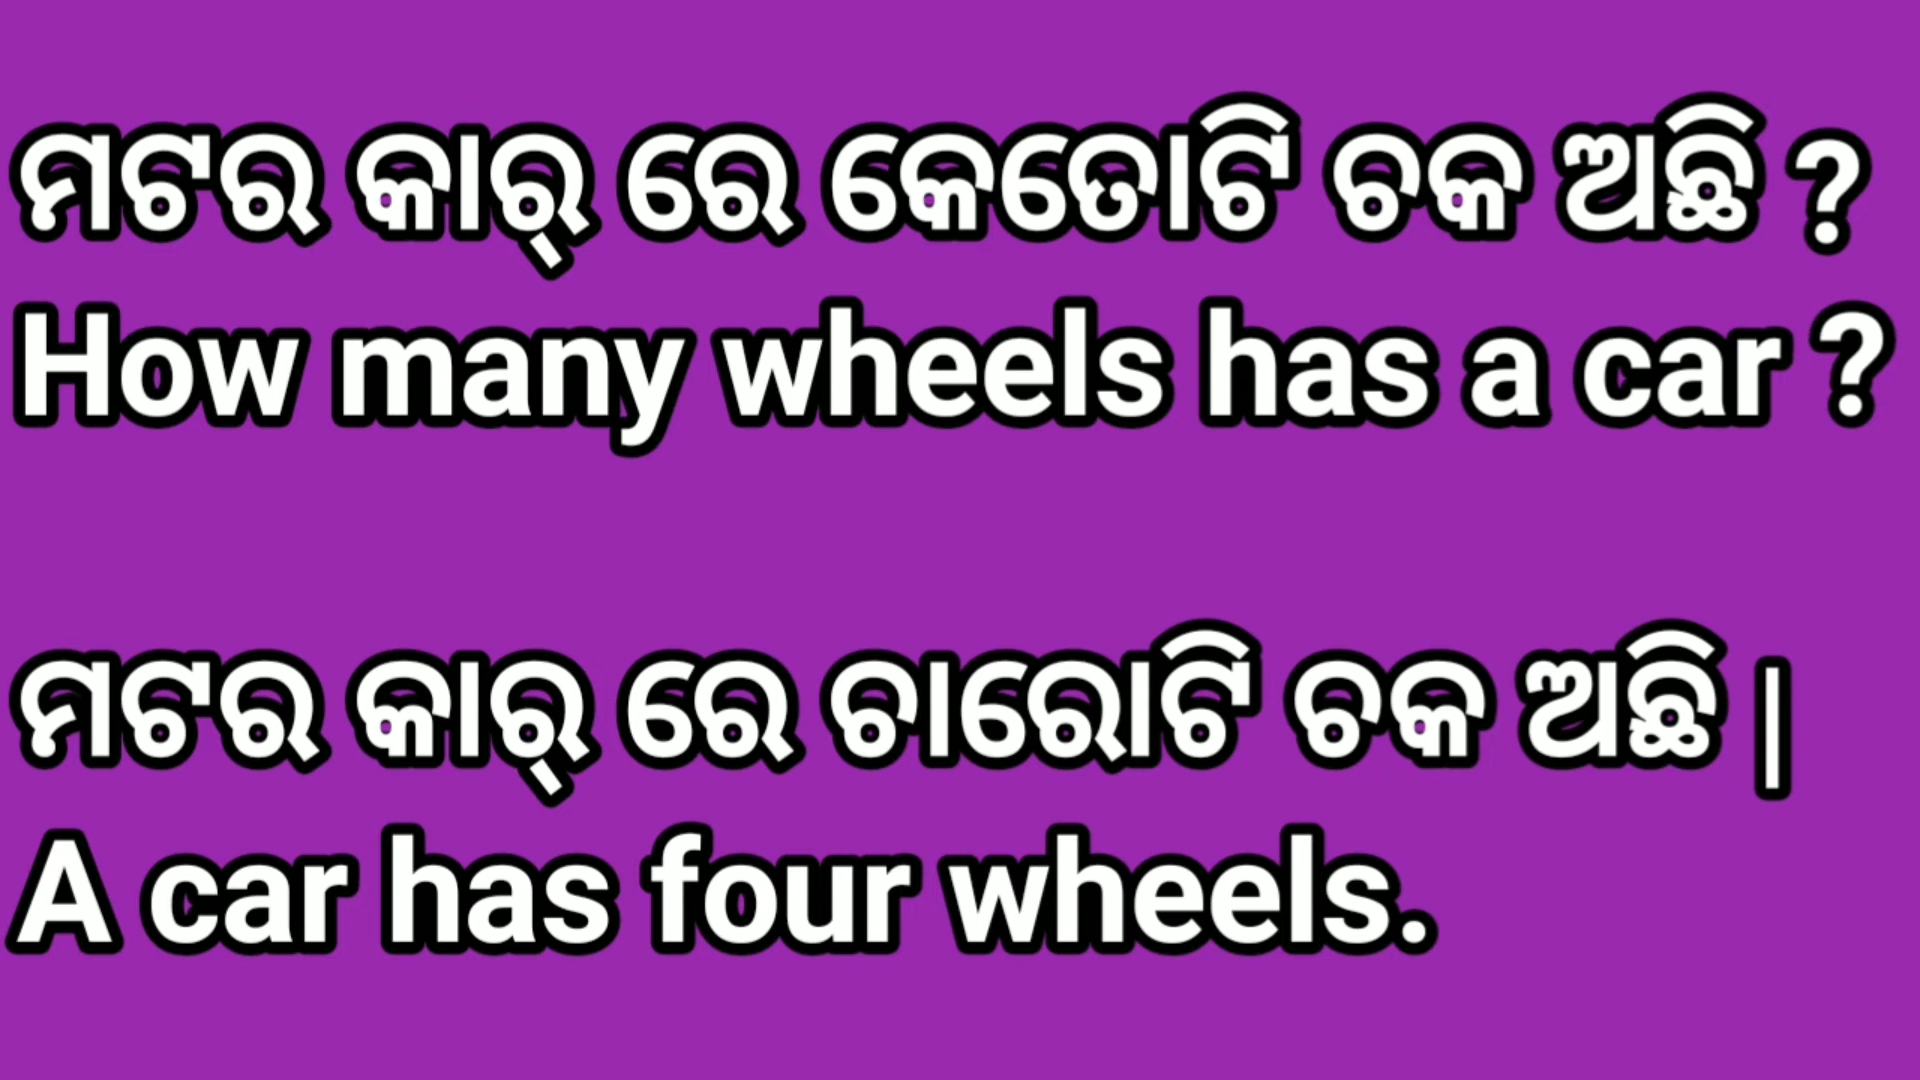 ମଟର କାର୍ ରେ କେତୋଟି ଚକ ଅଛି ?
How many wheels has a car ?
ମଟର କାର୍ ରେ ଚାରୋଟି ଚକ ଅଛି |
A car has four wheels.